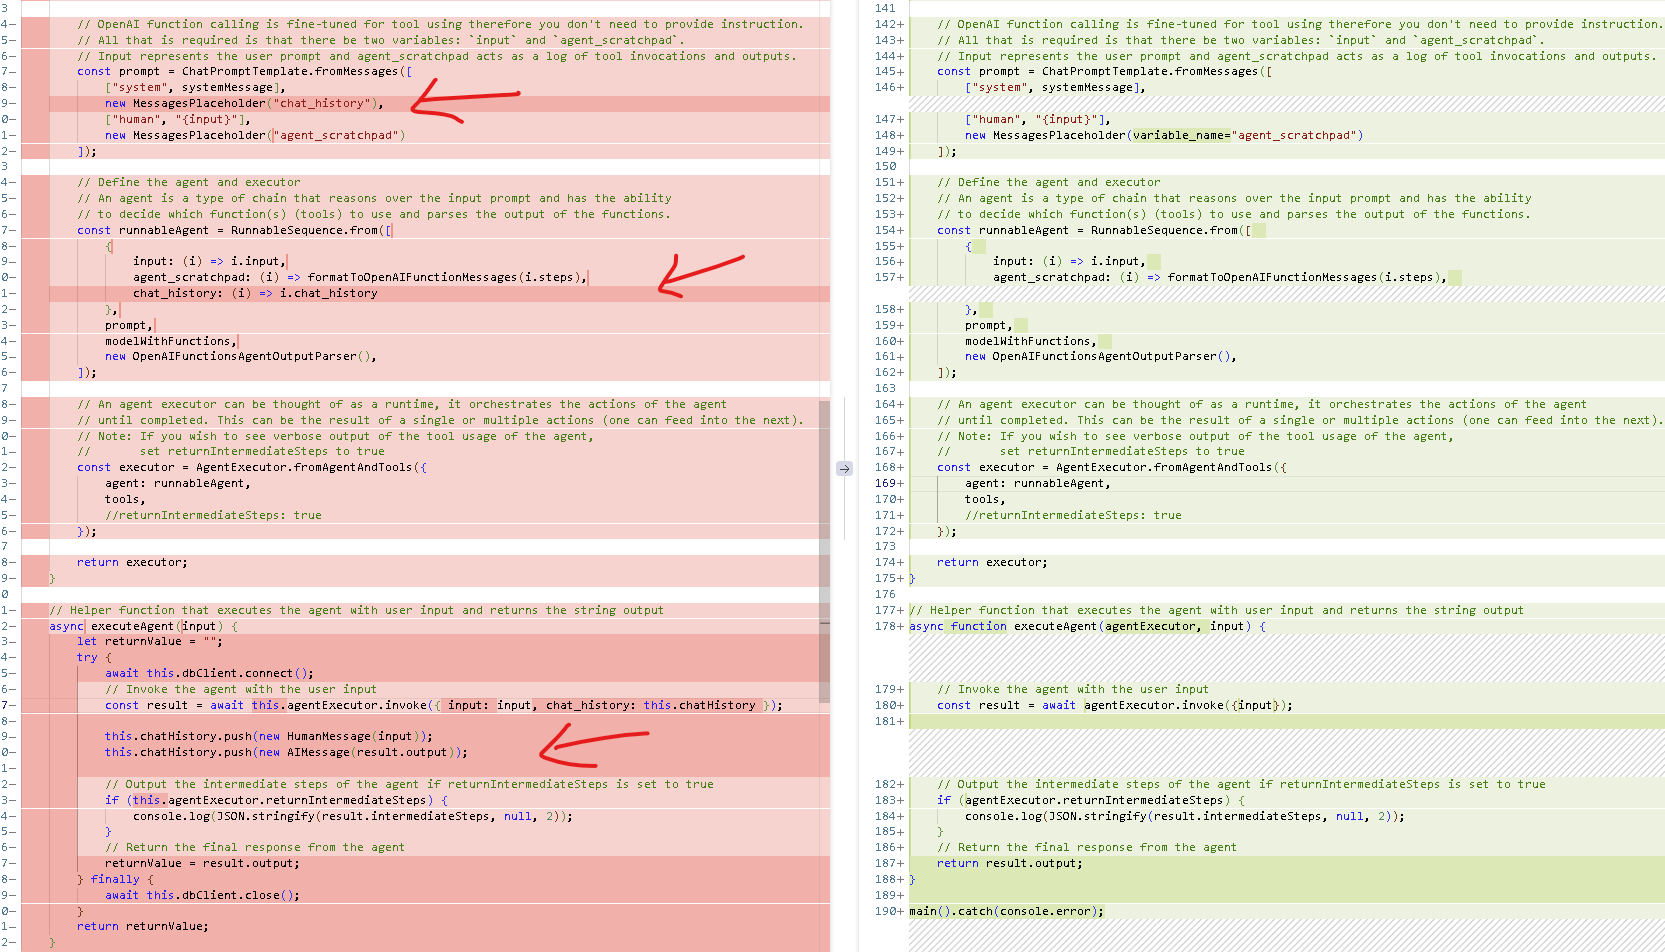 3
4- // OpenAI function calling is fine-tuned for tool using therefore you don't need to provide instruction.
5- // All that is required is that there be two variables: `input` and `agent_scratchpad`.
6- // Input represents the user prompt and agent_scratchpad acts as a log of tool invocations and outputs.
7- const prompt = ChatPromptTemplate.fromMessages([
8- ["system", systemMessage],
9- new MessagesPlaceholder("chat_history"),
0- ["human", "{input}"],
1- new MessagesPlaceholder("agent_scratchpad")
2- ]);
3
4- // Define the agent and executor
5- // An agent is a type of chain that reasons over the input prompt and has the ability
6- // to decide which function(s) (tools) to use and parses the output of the functions.
7- const runnableAgent = RunnableSequence.from([
8- {
9- input: (i) => i.input,
0- agent_scratchpad: (i) => formatToOpenAIFunctionMessages(i.steps),
1- chat_history: (i) => i.chat_history
2- },
3- prompt,
4- modelWithFunctions,
5- new OpenAIFunctionsAgentOutputParser(),
6- ]);
7
8- // An agent executor can be thought of as a runtime, it orchestrates the actions of the agent
9- // until completed. This can be the result of a single or multiple actions (one can feed into the next).
0- // Note: If you wish to see verbose output of the tool usage of the agent,
1- // set returnIntermediateSteps to true
2- const executor = AgentExecutor.fromAgentAndTools({
3- agent: runnableAgent,
4- tools,
5- //returnIntermediateSteps: true
6- });
7
8- return executor;
9- }
0
1- // Helper function that executes the agent with user input and returns the string output
2- async executeAgent(input) {
3- let returnValue = "";
4- try {
5- await this.dbClient.connect();
6- // Invoke the agent with the user input
7- const result = await this.agentExecutor.invoke({ input: input, chat_history: this.chatHistory });
8-
9- this.chatHistory.push(new HumanMessage(input));
0- this.chatHistory.push(new AIMessage(result.output));
1-
2- // Output the intermediate steps of the agent if returnIntermediateSteps is set to true
3- if (this.agentExecutor.returnIntermediateSteps) {
4- console.log(JSON.stringify(result.intermediateSteps, null, 2));
5- }
6- // Return the final response from the agent
7- returnValue = result.output;
8- } finally {
9- await this.dbClient.close();
0- }
1- return returnValue;
2- }
141
142+ // OpenAI function calling is fine-tuned for tool using therefore you don't need to provide instruction.
143+ // All that is required is that there be two variables: `input` and `agent_scratchpad`.
144+ // Input represents the user prompt and agent_scratchpad acts as a log of tool invocations and outputs.
145+ const prompt = ChatPromptTemplate.fromMessages([
146+ ["system", systemMessage],
147+ ["human", "{input}"],
148+ new MessagesPlaceholder(variable_name="agent_scratchpad")
149+ ]);
150
151+ // Define the agent and executor
152+ // An agent is a type of chain that reasons over the input prompt and has the ability
153+ // to decide which function(s) (tools) to use and parses the output of the functions.
154+ const runnableAgent = RunnableSequence.from([
155+ {
156+ input: (i) => i.input,
157+ agent_scratchpad: (i) => formatToOpenAIFunctionMessages(i.steps),
158+ },
159+ prompt,
160+ modelWithFunctions,
161+ new OpenAIFunctionsAgentOutputParser(),
162+ ]);
163
164+ // An agent executor can be thought of as a runtime, it orchestrates the actions of the agent
165+ // until completed. This can be the result of a single or multiple actions (one can feed into the next).
166+ // Note: If you wish to see verbose output of the tool usage of the agent,
167+ // set returnIntermediateSteps to true
168+ const executor = AgentExecutor.fromAgentAndTools({
169+ agent: runnableAgent,
170+ tools,
171+ //returnIntermediateSteps: true
172+ });
173
174+ return executor;
175+ }
176
177+ // Helper function that executes the agent with user input and returns the string output
178+ async function executeAgent(agentExecutor, input) {
179+ // Invoke the agent with the user input
180+ const result = await agentExecutor.invoke({input});
181+
182+ // Output the intermediate steps of the agent if returnIntermediateSteps is set to true
183+ if (agentExecutor.returnIntermediateSteps) {
184+ console.log(JSON.stringify(result.intermediateSteps, null, 2));
185+ }
186+ // Return the final response from the agent
187+ return result.output;
188+ }
189+
190+ main().catch(console.error);